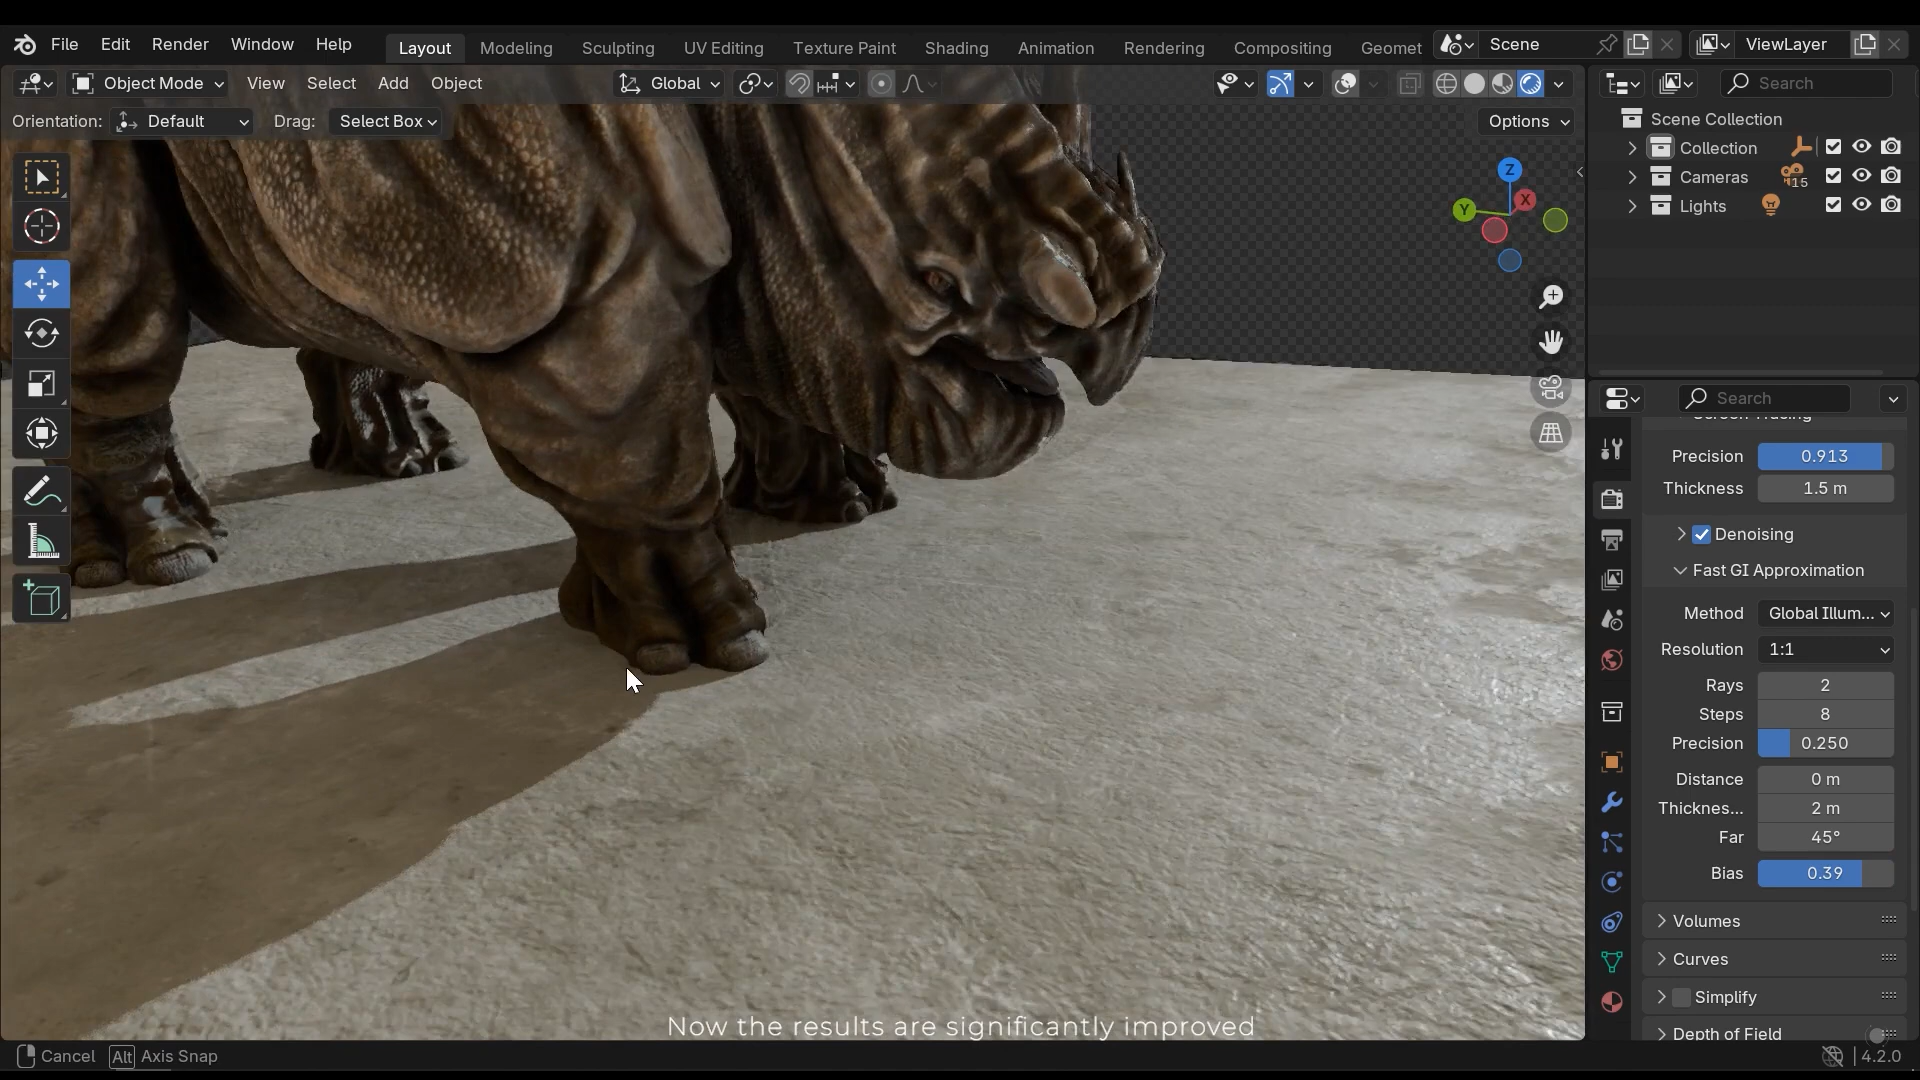 File Edit Render Window Help Layout Modeling Sculpting UV Editing Texture Paint Shading Animation Rendering Compositing Geomet Scene ViewLayer
Object Mode View Select Add Object Global Search
Orientation: Default Drag: Select Box Options
Scene Collection
Collection
Cameras 15
Lights
Z
Y X
Search
Screen Tracing
Precision 0.913
Thickness 1.5 m
Denoising
Fast GI Approximation
Method Global Illum...
Resolution 1:1
Rays 2
Steps 8
Precision 0.250
Distance 0 m
Thicknes... 2 m
Far 45°
Bias 0.39
Volumes
Curves
Simplify
Depth of Field
Now the results are significantly improved
Cancel Alt Axis Snap 4.2.0